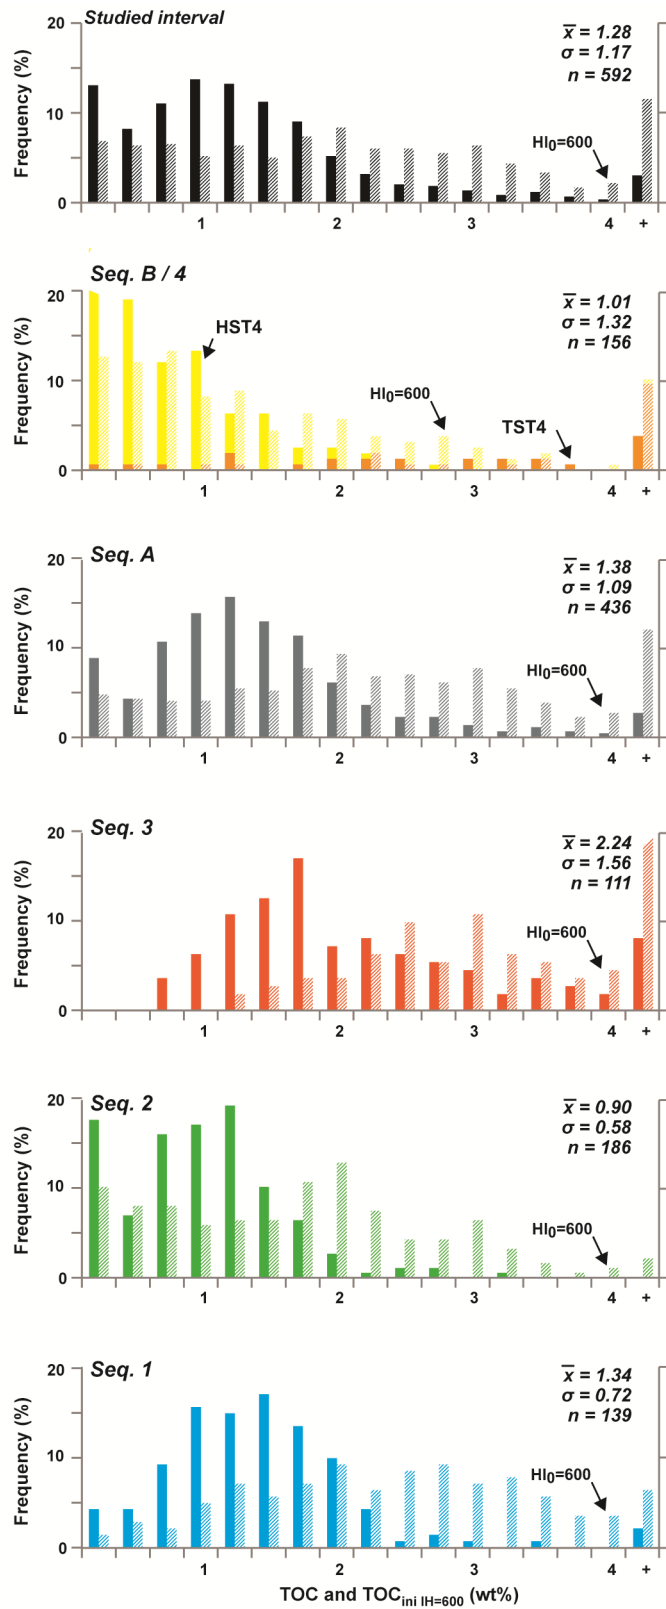 Studied interval
Frequency (%)
20
10
0
x̄ = 1.28
σ = 1.17
n = 592
HI0=600
1 2 3 4 +
Seq. B / 4
Frequency (%)
20
10
0
HST4
x̄ = 1.01
σ = 1.32
n = 156
HI0=600
TST4
1 2 3 4 +
Seq. A
Frequency (%)
20
10
0
x̄ = 1.38
σ = 1.09
n = 436
HI0=600
1 2 3 4 +
Seq. 3
Frequency (%)
20
10
0
x̄ = 2.24
σ = 1.56
n = 111
HI0=600
1 2 3 4 +
Seq. 2
Frequency (%)
20
10
0
x̄ = 0.90
σ = 0.58
n = 186
HI0=600
1 2 3 4 +
Seq. 1
Frequency (%)
20
10
0
x̄ = 1.34
σ = 0.72
n = 139
HI0=600
1 2 3 4 +
TOC and TOCini IH=600 (wt%)